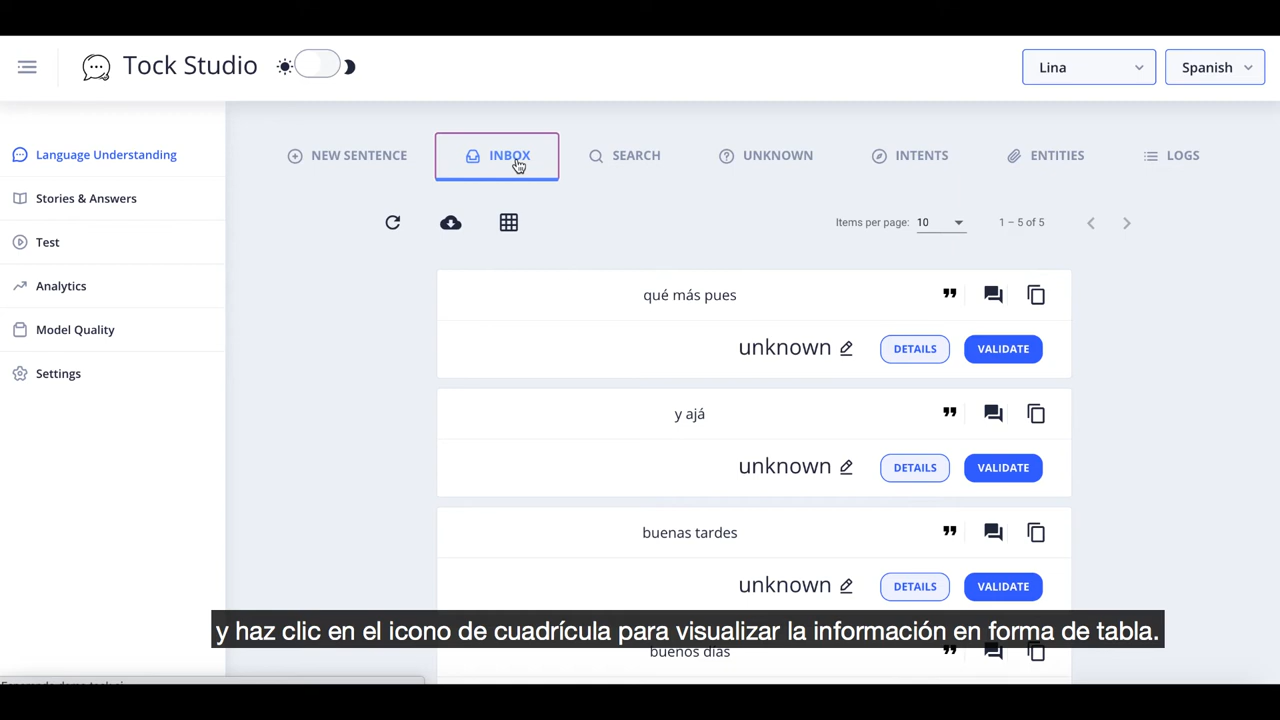 Tock Studio
Lina
Spanish
Language Understanding
Stories & Answers
Test
Analytics
Model Quality
Settings
NEW SENTENCE
INBOX
SEARCH
UNKNOWN
INTENTS
ENTITIES
LOGS
Items per page: 10
1 – 5 of 5
qué más pues
unknown
DETAILS
VALIDATE
y ajá
unknown
DETAILS
VALIDATE
buenas tardes
unknown
DETAILS
VALIDATE
y haz clic en el icono de cuadrícula para visualizar la información en forma de tabla.
buenos días